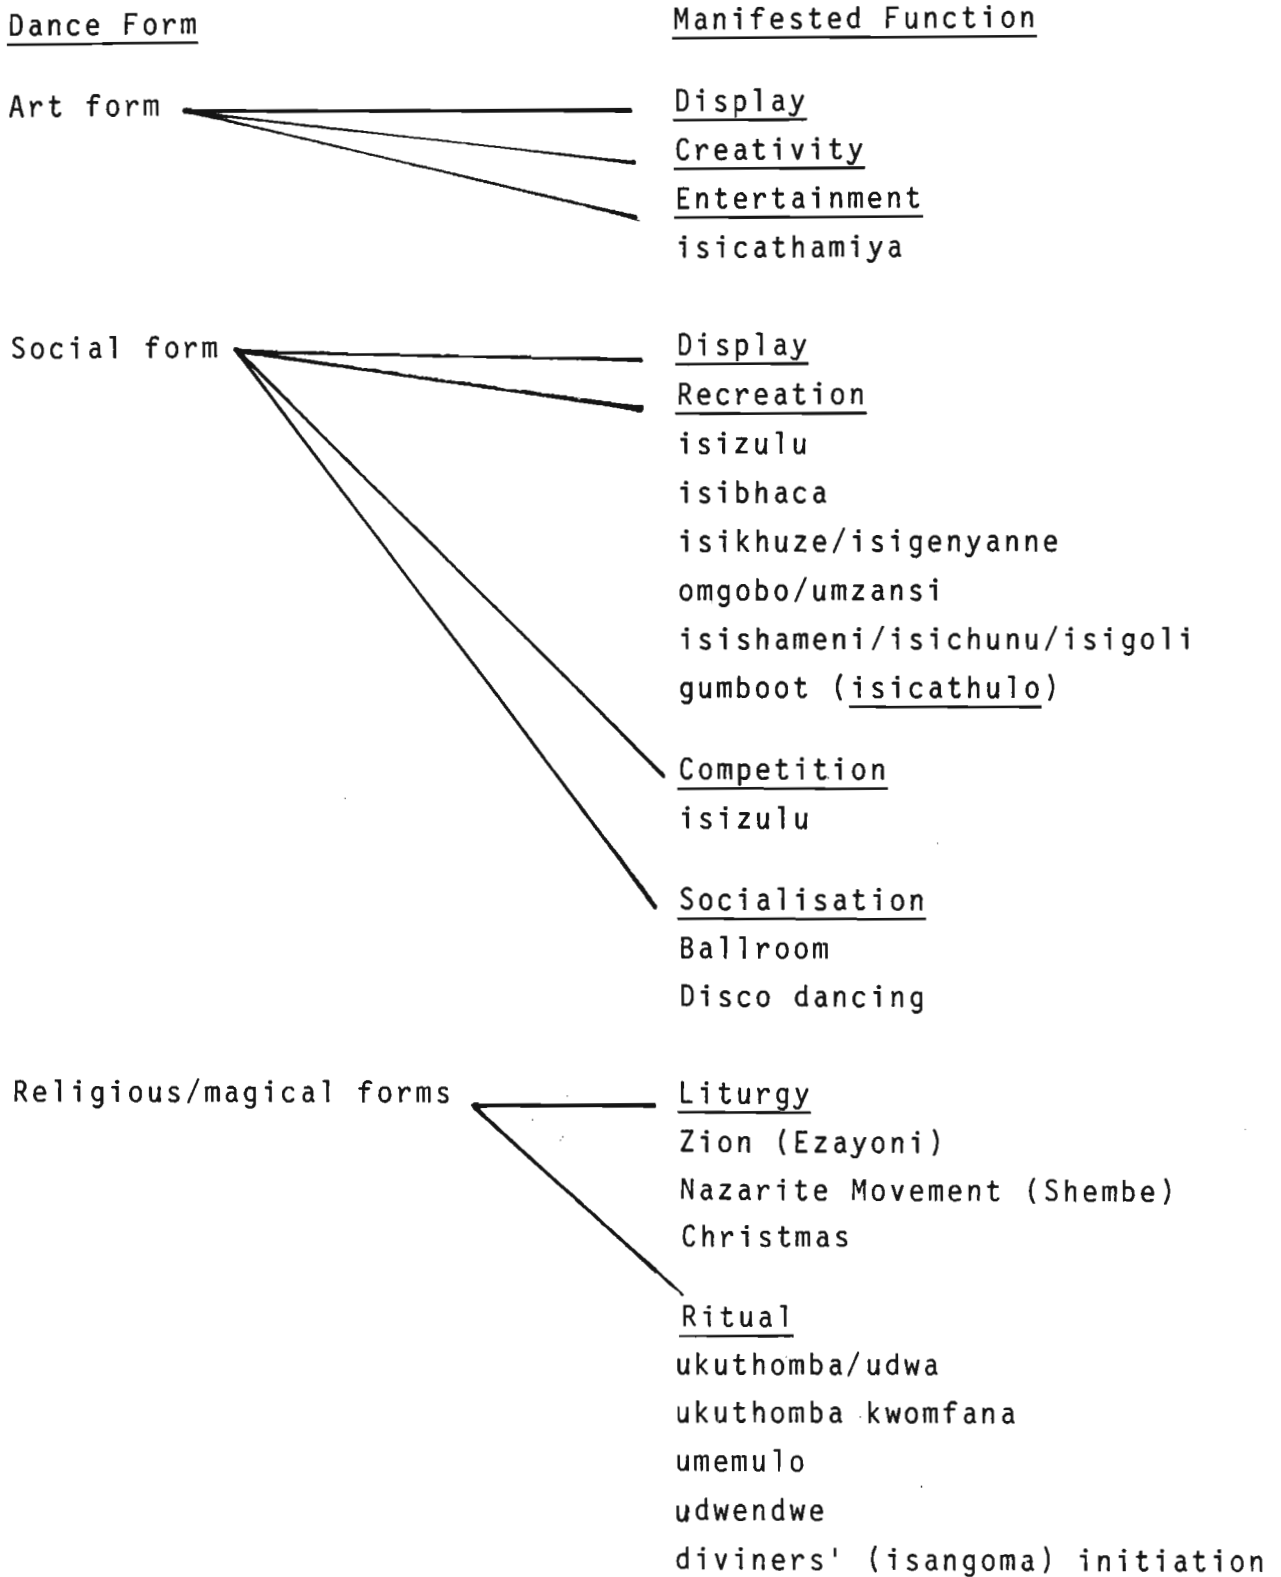 Dance Form
Manifested Function
Art form
Display
Creativity
Entertainment
isicathamiya
Social form
Display
Recreation
isizulu
isibhaca
isikhuze/isigenyanne
omgobo/umzansi
isishameni/isichunu/isigoli
gumboot (isicathulo)
Competition
isizulu
Socialisation
Ballroom
Disco dancing
Religious/magical forms
Liturgy
Zion (Ezayoni)
Nazarite Movement (Shembe)
Christmas
Ritual
ukuthomba/udwa
ukuthomba kwomfana
umemulo
udwendwe
diviners' (isangoma) initiation